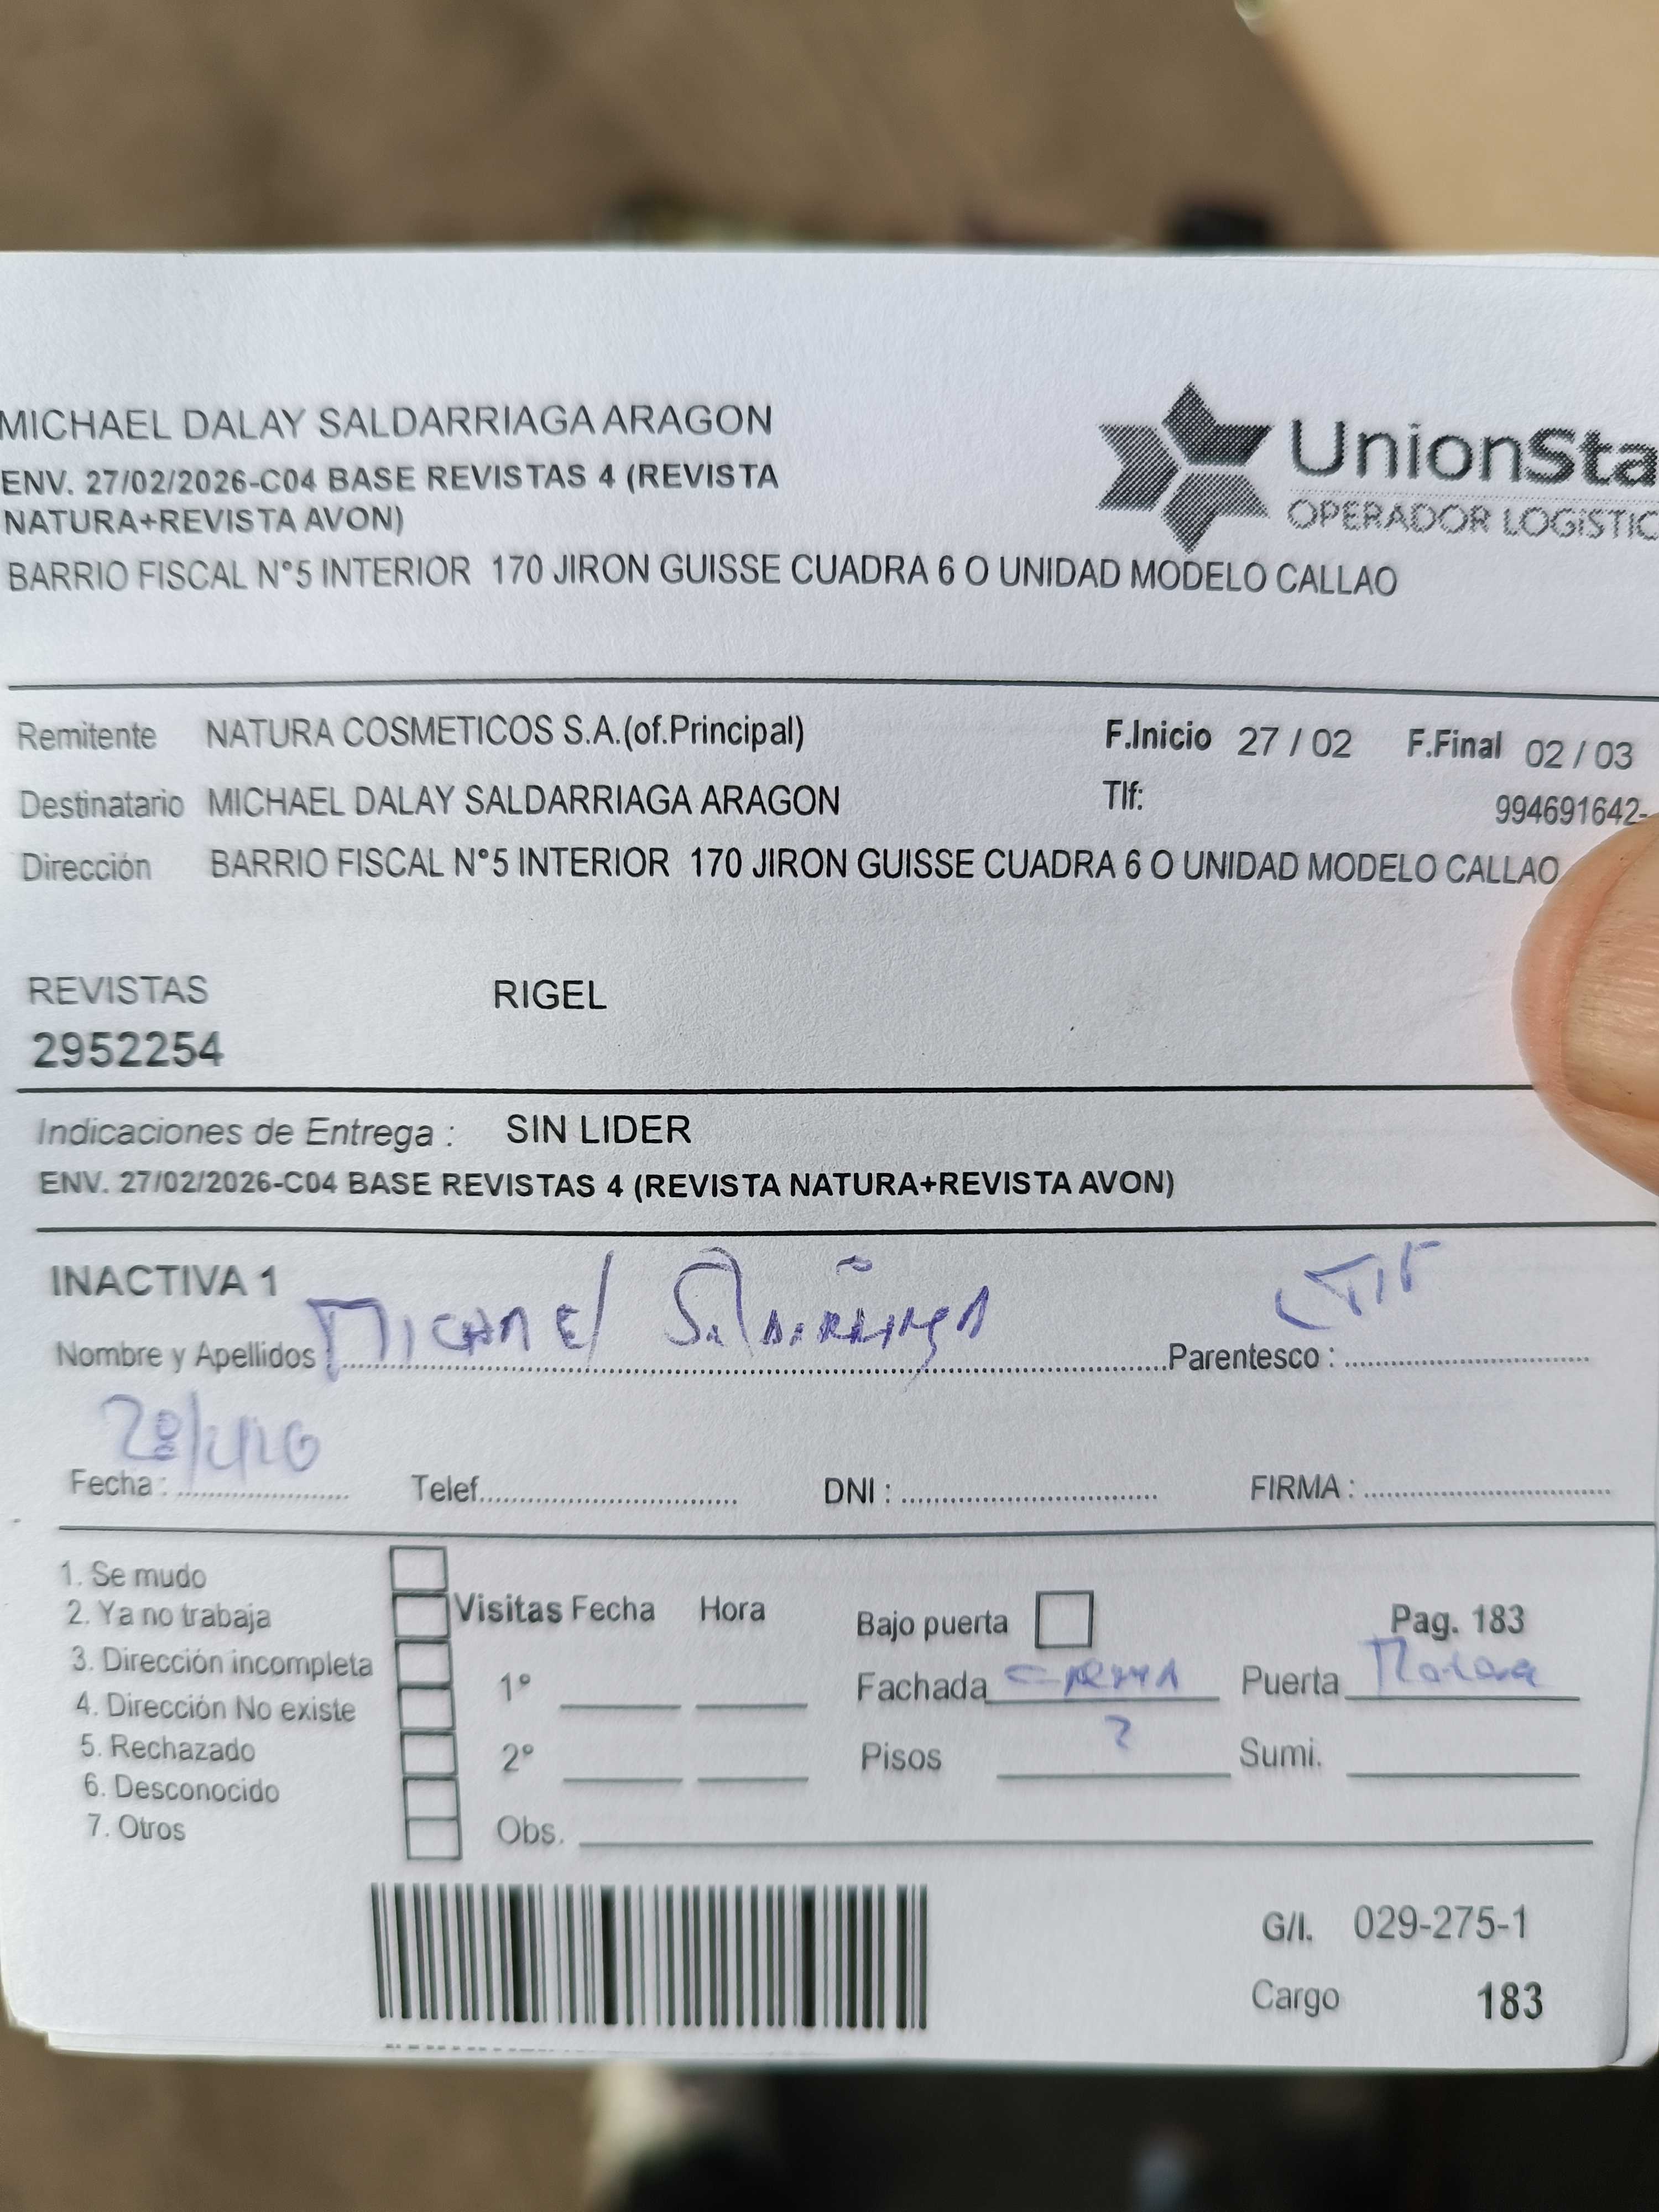 MICHAEL DALAY SALDARRIAGA ARAGON
ENV. 27/02/2026-C04 BASE REVISTAS 4 (REVISTA
NATURA+REVISTA AVON)
BARRIO FISCAL N°5 INTERIOR 170 JIRON GUISSE CUADRA 6 O UNIDAD MODELO CALLAO
UnionSta
OPERADOR LOGíSTIC
Remitente NATURA COSMETICOS S.A.(of.Principal) F.Inicio 27 / 02 F.Final 02 / 03
Destinatario MICHAEL DALAY SALDARRIAGA ARAGON Tlf: 994691642-
Dirección BARRIO FISCAL N°5 INTERIOR 170 JIRON GUISSE CUADRA 6 O UNIDAD MODELO CALLAO
REVISTAS RIGEL
2952254
Indicaciones de Entrega : SIN LIDER
ENV. 27/02/2026-C04 BASE REVISTAS 4 (REVISTA NATURA+REVISTA AVON)
INACTIVA 1
Nombre y Apellidos MICHAEL Parentesco :
Fecha : Telef. DNI : FIRMA :
1. Se mudo
2. Ya no trabaja Visitas Fecha Hora Bajo puerta Pag. 183
3. Dirección incompleta 1° Fachada CREMA Puerta
4. Dirección No existe
5. Rechazado 2° Pisos 2 Sumi.
6. Desconocido
7. Otros Obs.
G/I. 029-275-1
Cargo 183